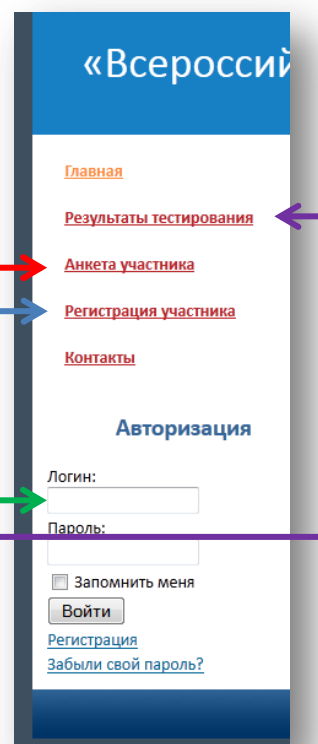 «Всероссий
Главная
Результаты тестирования
Анкета участника
Регистрация участника
Контакты
Авторизация
Логин:
Пароль:
Запомнить меня
Войти
Регистрация
Забыли свой пароль?